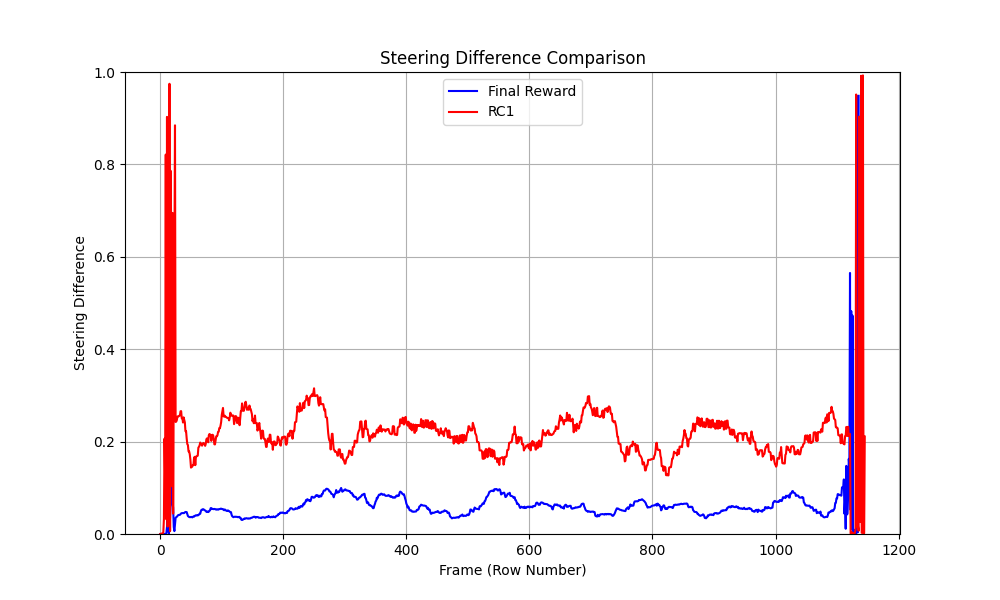 Steering Difference Comparison
Final Reward
RC1
Steering Difference
1.0
0.8
0.6
0.4
0.2
0.0
0
200
400
600
800
1000
1200
Frame (Row Number)